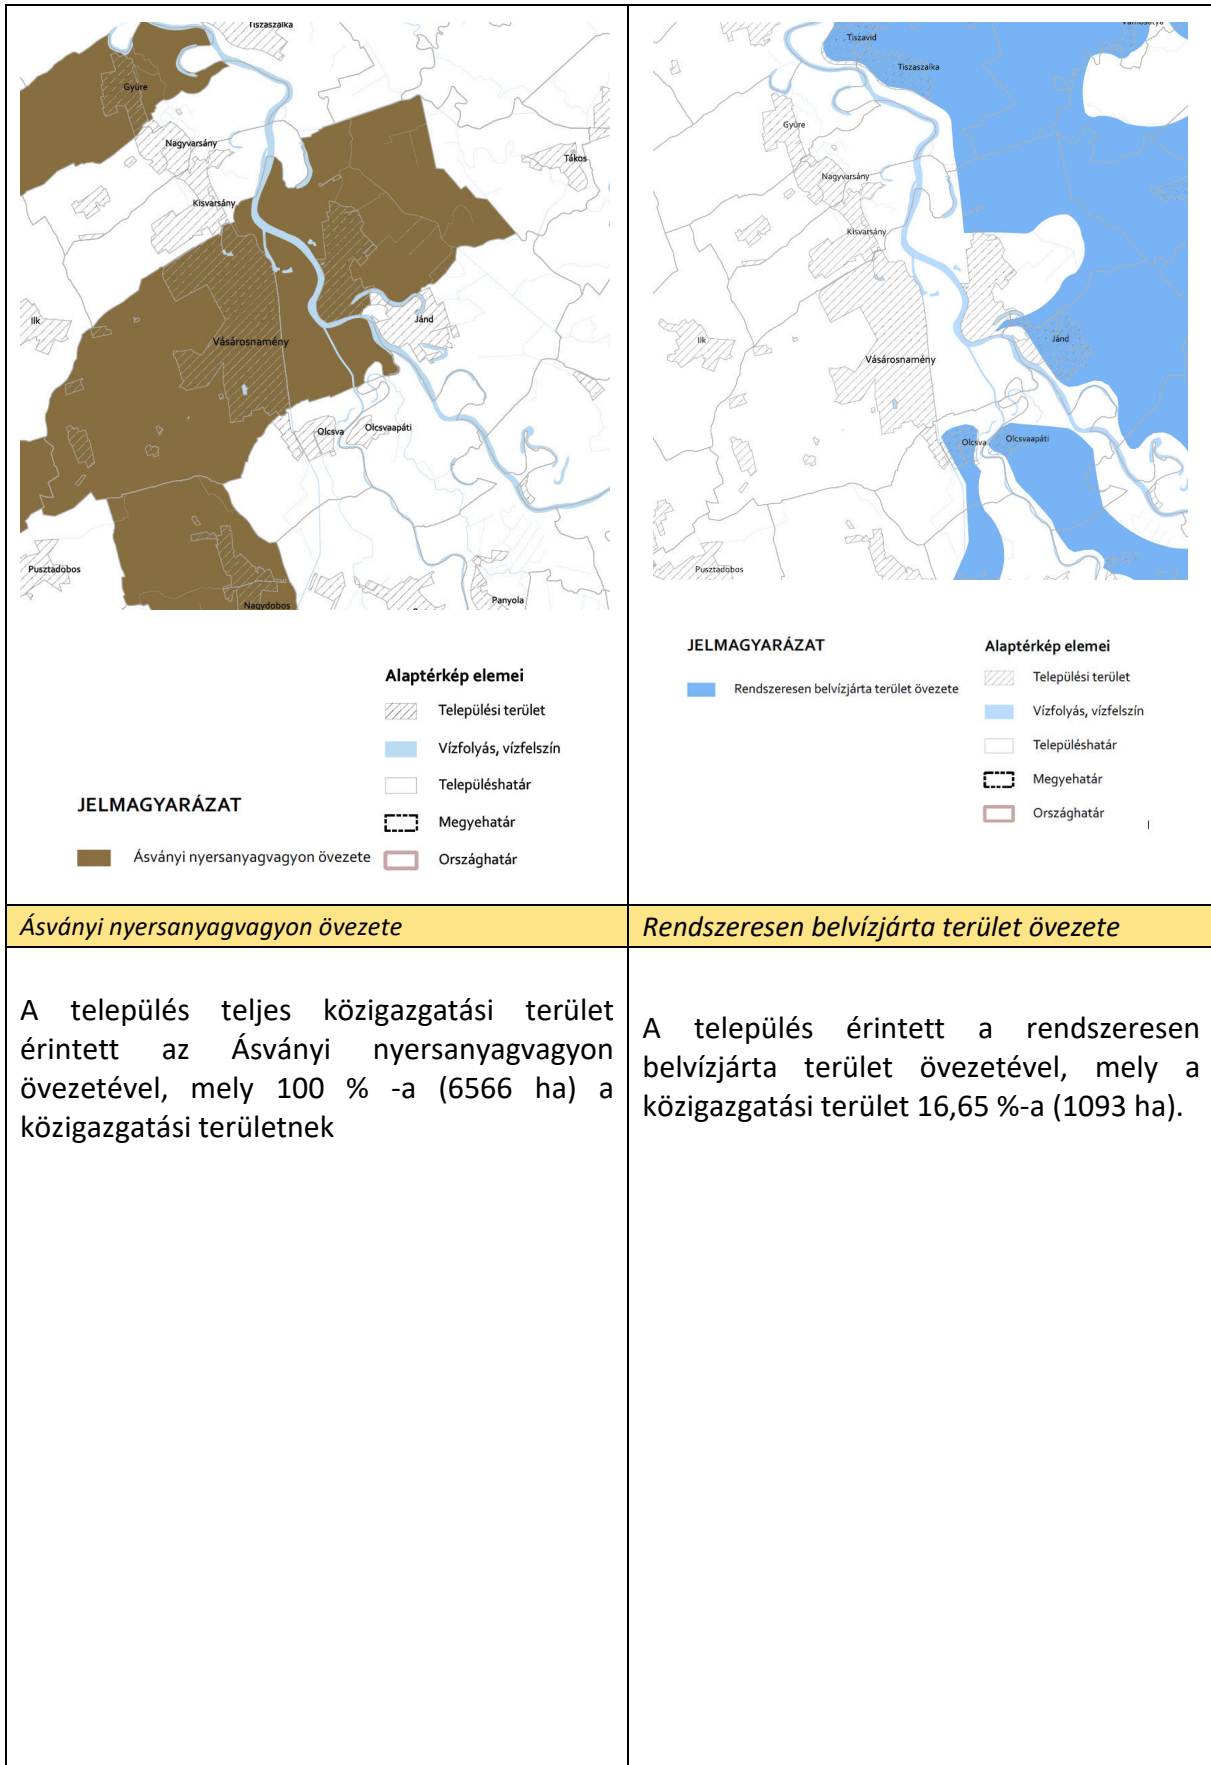 Tiszaszalka
Gyüre
Nagyvarsány
Tákos
Kisvarsány
Ilk
Jánd
Vásárosnamény
Olcsva
Olcsvaapáti
Pusztadobos
Nagydobos
Panyola
Alaptérkép elemei
Települési terület
Vízfolyás, vízfelszín
Településhatár
JELMAGYARÁZAT
Megyehatár
Ásványi nyersanyagvagyon övezete
Országhatár
Tiszavid
Tiszaszalka
Gyüre
Nagyvarsány
Kisvarsány
Ilk
Jánd
Vásárosnamény
Olcsva
Olcsvaapáti
Pusztadobos
JELMAGYARÁZAT
Alaptérkép elemei
Rendszeresen belvízjárta terület övezete
Települési terület
Vízfolyás, vízfelszín
Településhatár
Megyehatár
Országhatár
Ásványi nyersanyagvagyon övezete
Rendszeresen belvízjárta terület övezete
A település teljes közigazgatási terület
érintett az Ásványi nyersanyagvagyon
övezetével, mely 100 % -a (6566 ha) a
közigazgatási területnek
A település érintett a rendszeresen
belvízjárta terület övezetével, mely a
közigazgatási terület 16,65 %-a (1093 ha).